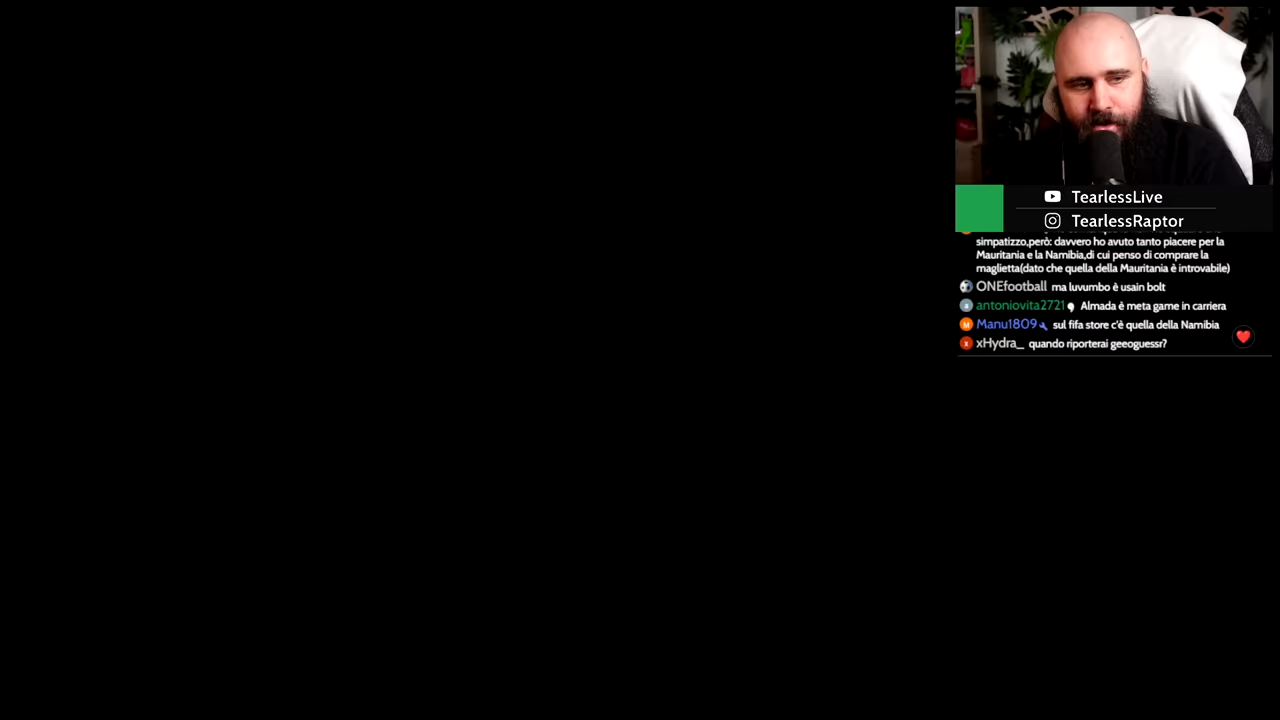 TearlessLive
TearlessRaptor
simpatizzo,però: davvero ho avuto tanto piacere per la
Mauritania e la Namibia,di cui penso di comprare la
maglietta(dato che quella della Mauritania è introvabile)
ONEfootball ma luvumbo è usain bolt
a antoniovita2721 Almada è meta game in carriera
M Manu1809 sul fifa store c'è quella della Namibia
x xHydra_ quando riporterai geeoguessr?